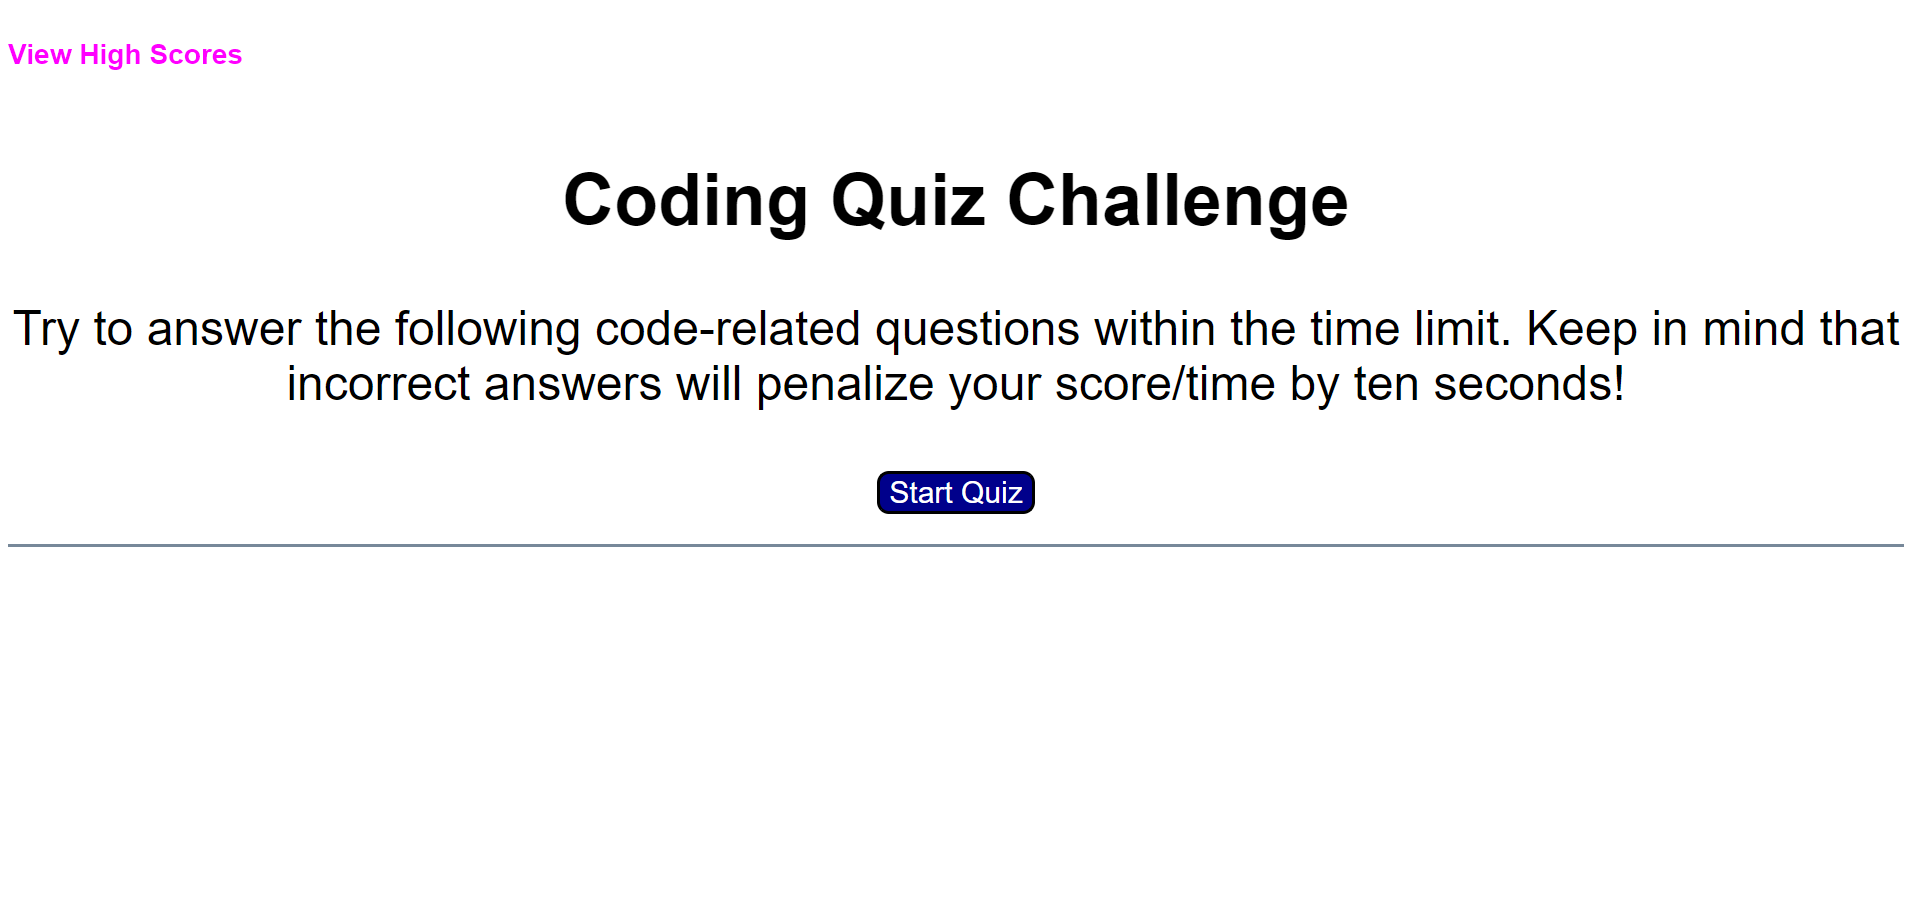 View High Scores
Coding Quiz Challenge
Try to answer the following code-related questions within the time limit. Keep in mind that
incorrect answers will penalize your score/time by ten seconds!
Start Quiz